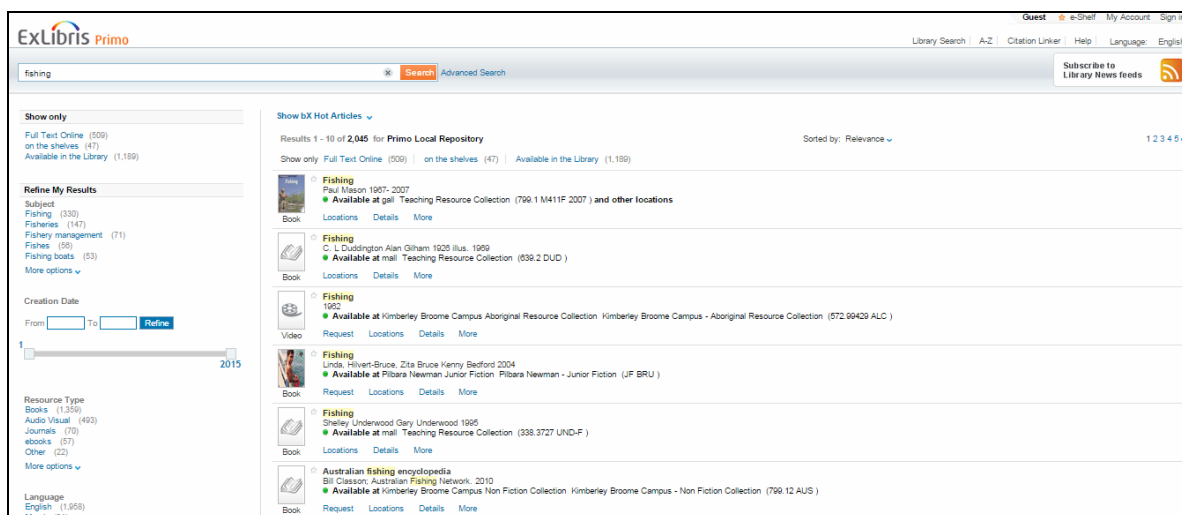 Guest e-Shelf My Account Sign in
ExLibris Primo
Library Search A-Z Citation Linker Help Language: English
fishing Search Advanced Search
Subscribe to
Library News feeds
Show only
Full Text Online (509)
on the shelves (47)
Available in the Library (1,189)
Refine My Results
Subject
Fishing (330)
Fisheries (147)
Fishery management (71)
Fishes (56)
Fishing boats (53)
More options
Creation Date
From To Refine
1
2015
Resource Type
Books (1,359)
Audio Visual (493)
Journals (70)
ebooks (57)
Other (22)
More options
Language
English (1,958)
Show bX Hot Articles
Results 1 - 10 of 2,045 for Primo Local Repository Sorted by: Relevance 1 2 3 4 5
Show only Full Text Online (509) on the shelves (47) Available in the Library (1,189)
Fishing
Paul Mason 1967- 2007
Available at gall Teaching Resource Collection (799.1 M411F 2007 ) and other locations
Book Locations Details More
Fishing
C. L Duddington Alan Gilham 1926 illus. 1969
Available at mall Teaching Resource Collection (639.2 DUD )
Book Locations Details More
Fishing
1962
Available at Kimberley Broome Campus Aboriginal Resource Collection Kimberley Broome Campus - Aboriginal Resource Collection (572.99429 ALC )
Video Request Locations Details More
Fishing
Linda, Hilvert-Bruce, Zita Bruce Kenny Bedford 2004
Available at Pilbara Newman Junior Fiction Pilbara Newman - Junior Fiction (JF BRU )
Book Request Locations Details More
Fishing
Shelley Underwood Gary Underwood 1995
Available at mall Teaching Resource Collection (338.3727 UND-F )
Book Locations Details More
Australian fishing encyclopedia
Bill Classon; Australian Fishing Network. 2010
Available at Kimberley Broome Campus Non Fiction Collection Kimberley Broome Campus - Non Fiction Collection (799.12 AUS )
Book Request Locations Details More